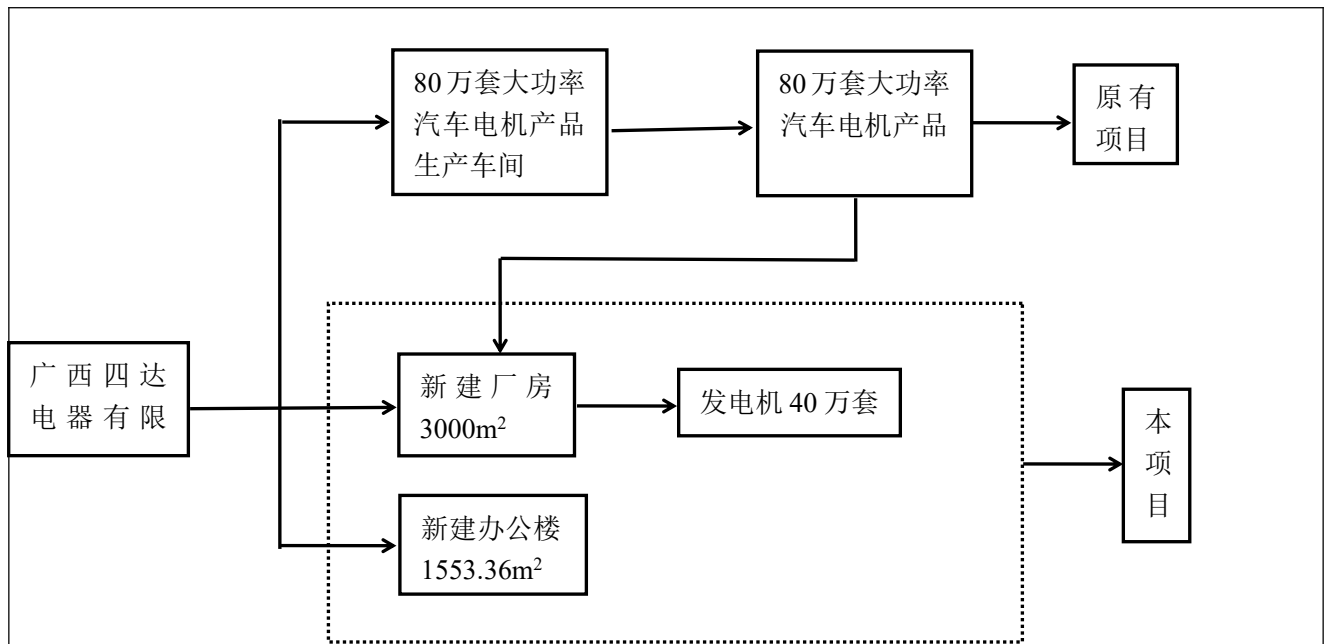 80万套大功率
汽车电机产品
生产车间
80万套大功率
汽车电机产品
原有
项目
广西四达
电器有限
新建厂房
3000m²
发电机40万套
本
项
目
新建办公楼
1553.36m²